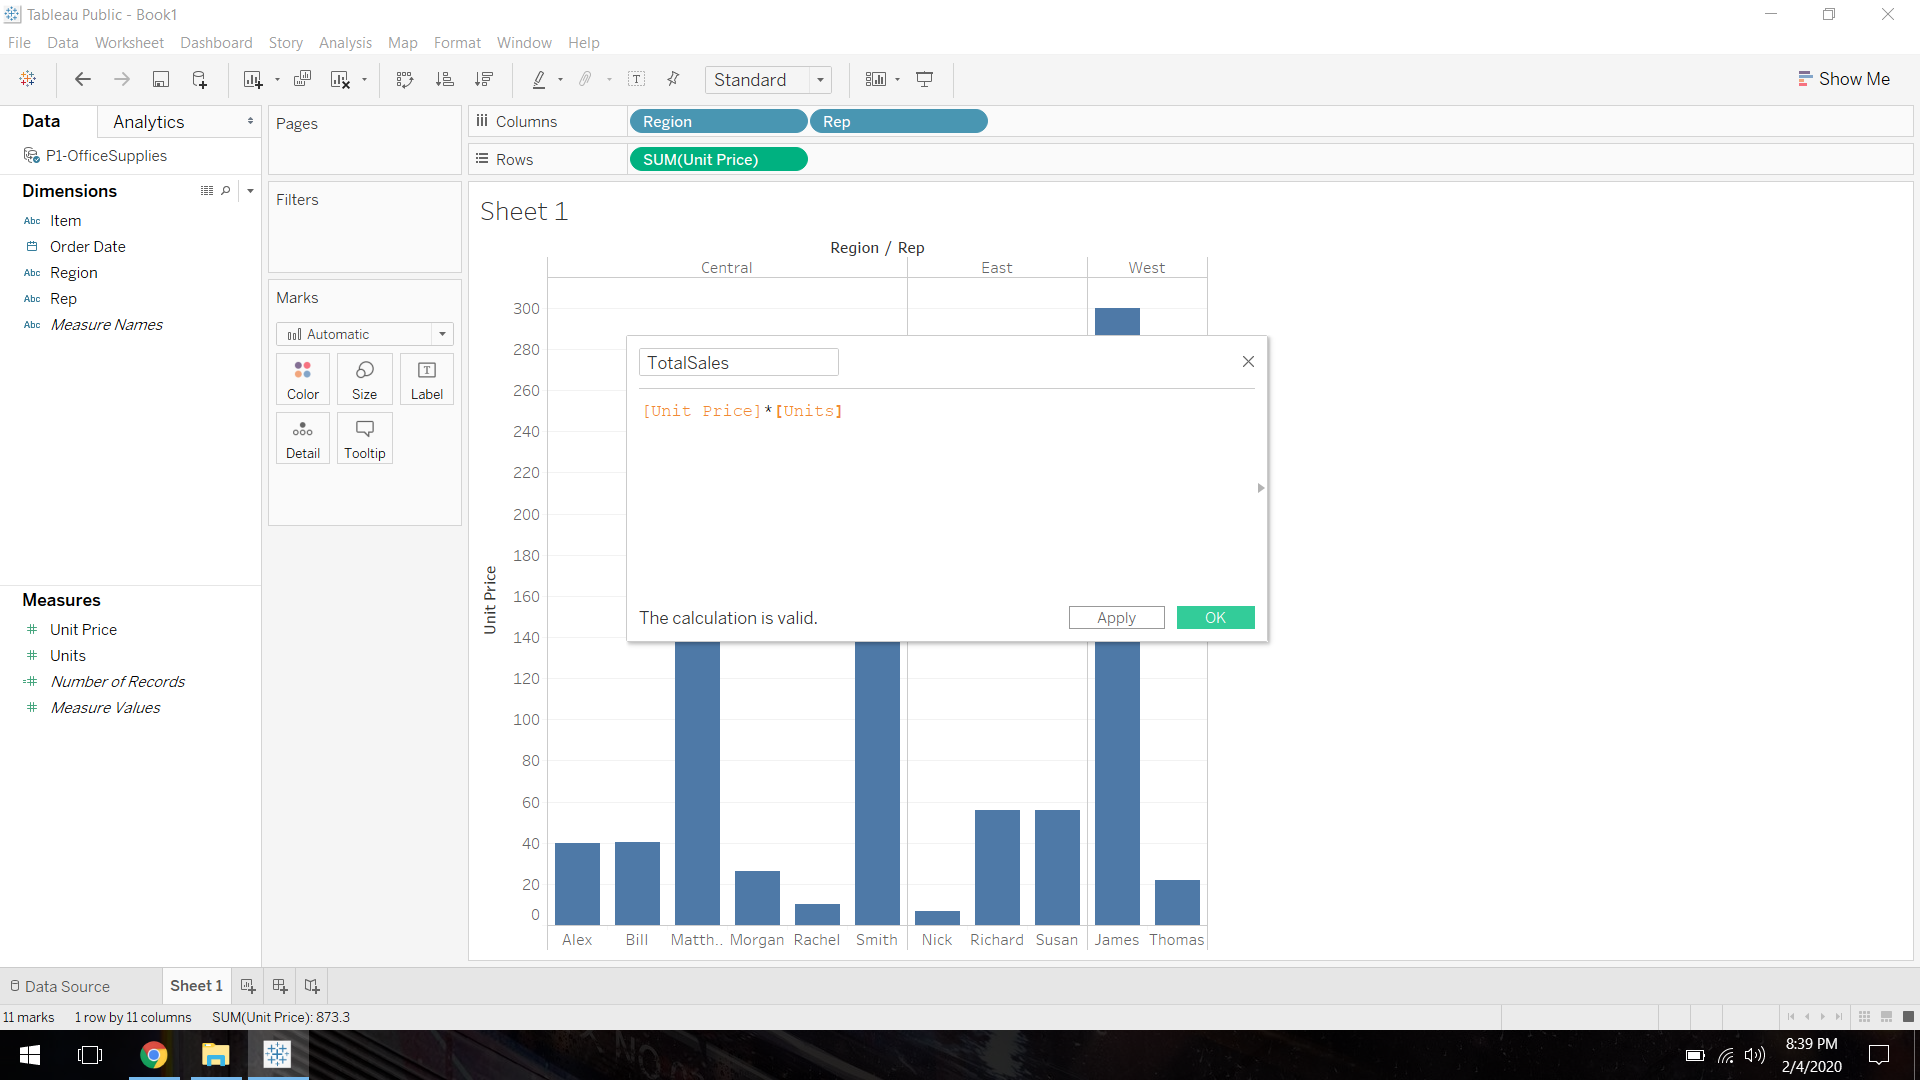 Tableau Public - Book1
File Data Worksheet Dashboard Story Analysis Map Format Window Help
Standard
Show Me
Data Analytics
P1-OfficeSupplies
Dimensions
Abc Item
Order Date
Abc Region
Abc Rep
Abc Measure Names
Measures
Unit Price
Units
Number of Records
Measure Values
Pages
Filters
Marks
Automatic
Color Size Label
Detail Tooltip
Columns Region Rep
Rows SUM(Unit Price)
Sheet 1
Region / Rep
Central East West
Unit Price
300
280
260
240
220
200
180
160
140
120
100
80
60
40
20
0
Alex Bill Matth.. Morgan Rachel Smith Nick Richard Susan James Thomas
TotalSales
[Unit Price]*[Units]
The calculation is valid.
Apply OK
Data Source Sheet 1
11 marks 1 row by 11 columns SUM(Unit Price): 873.3
8:39 PM
2/4/2020